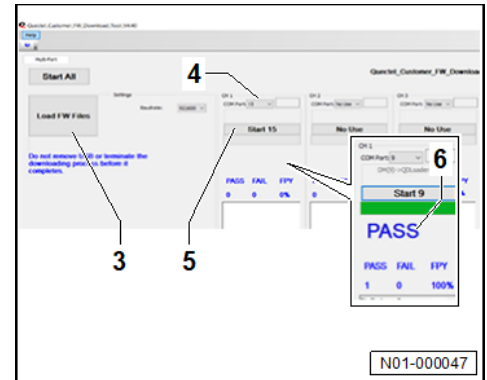 Quectel_Customer_FW_Download_Tool_V4.40
Help
Multi-Port
Start All
4
Quectel_Customer_FW_Downloa
Settings
Load FW Files
Baudrate:
CH 1
COM Port:
Start 15
CH 2
COM Port: No Use
No Use
CH 3
COM Port: No Use
No Use
Do not remove USB or terminate the
downloading process before it
completes.
PASS FAIL FPY
0 0 0%
CH 1
COM Port: 9
6
Start 9
PASS
PASS FAIL FPY
1 0 100%
3
5
N01-000047